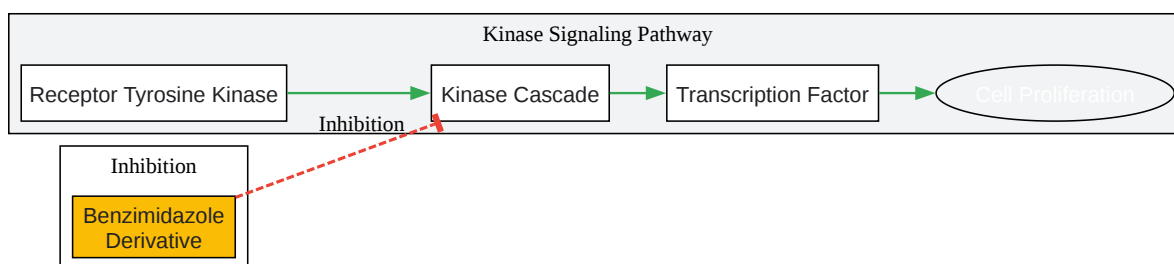 Kinase Signaling Pathway
Receptor Tyrosine Kinase
Kinase Cascade
Transcription Factor
Cell Proliferation
Inhibition
Inhibition
Benzimidazole
Derivative